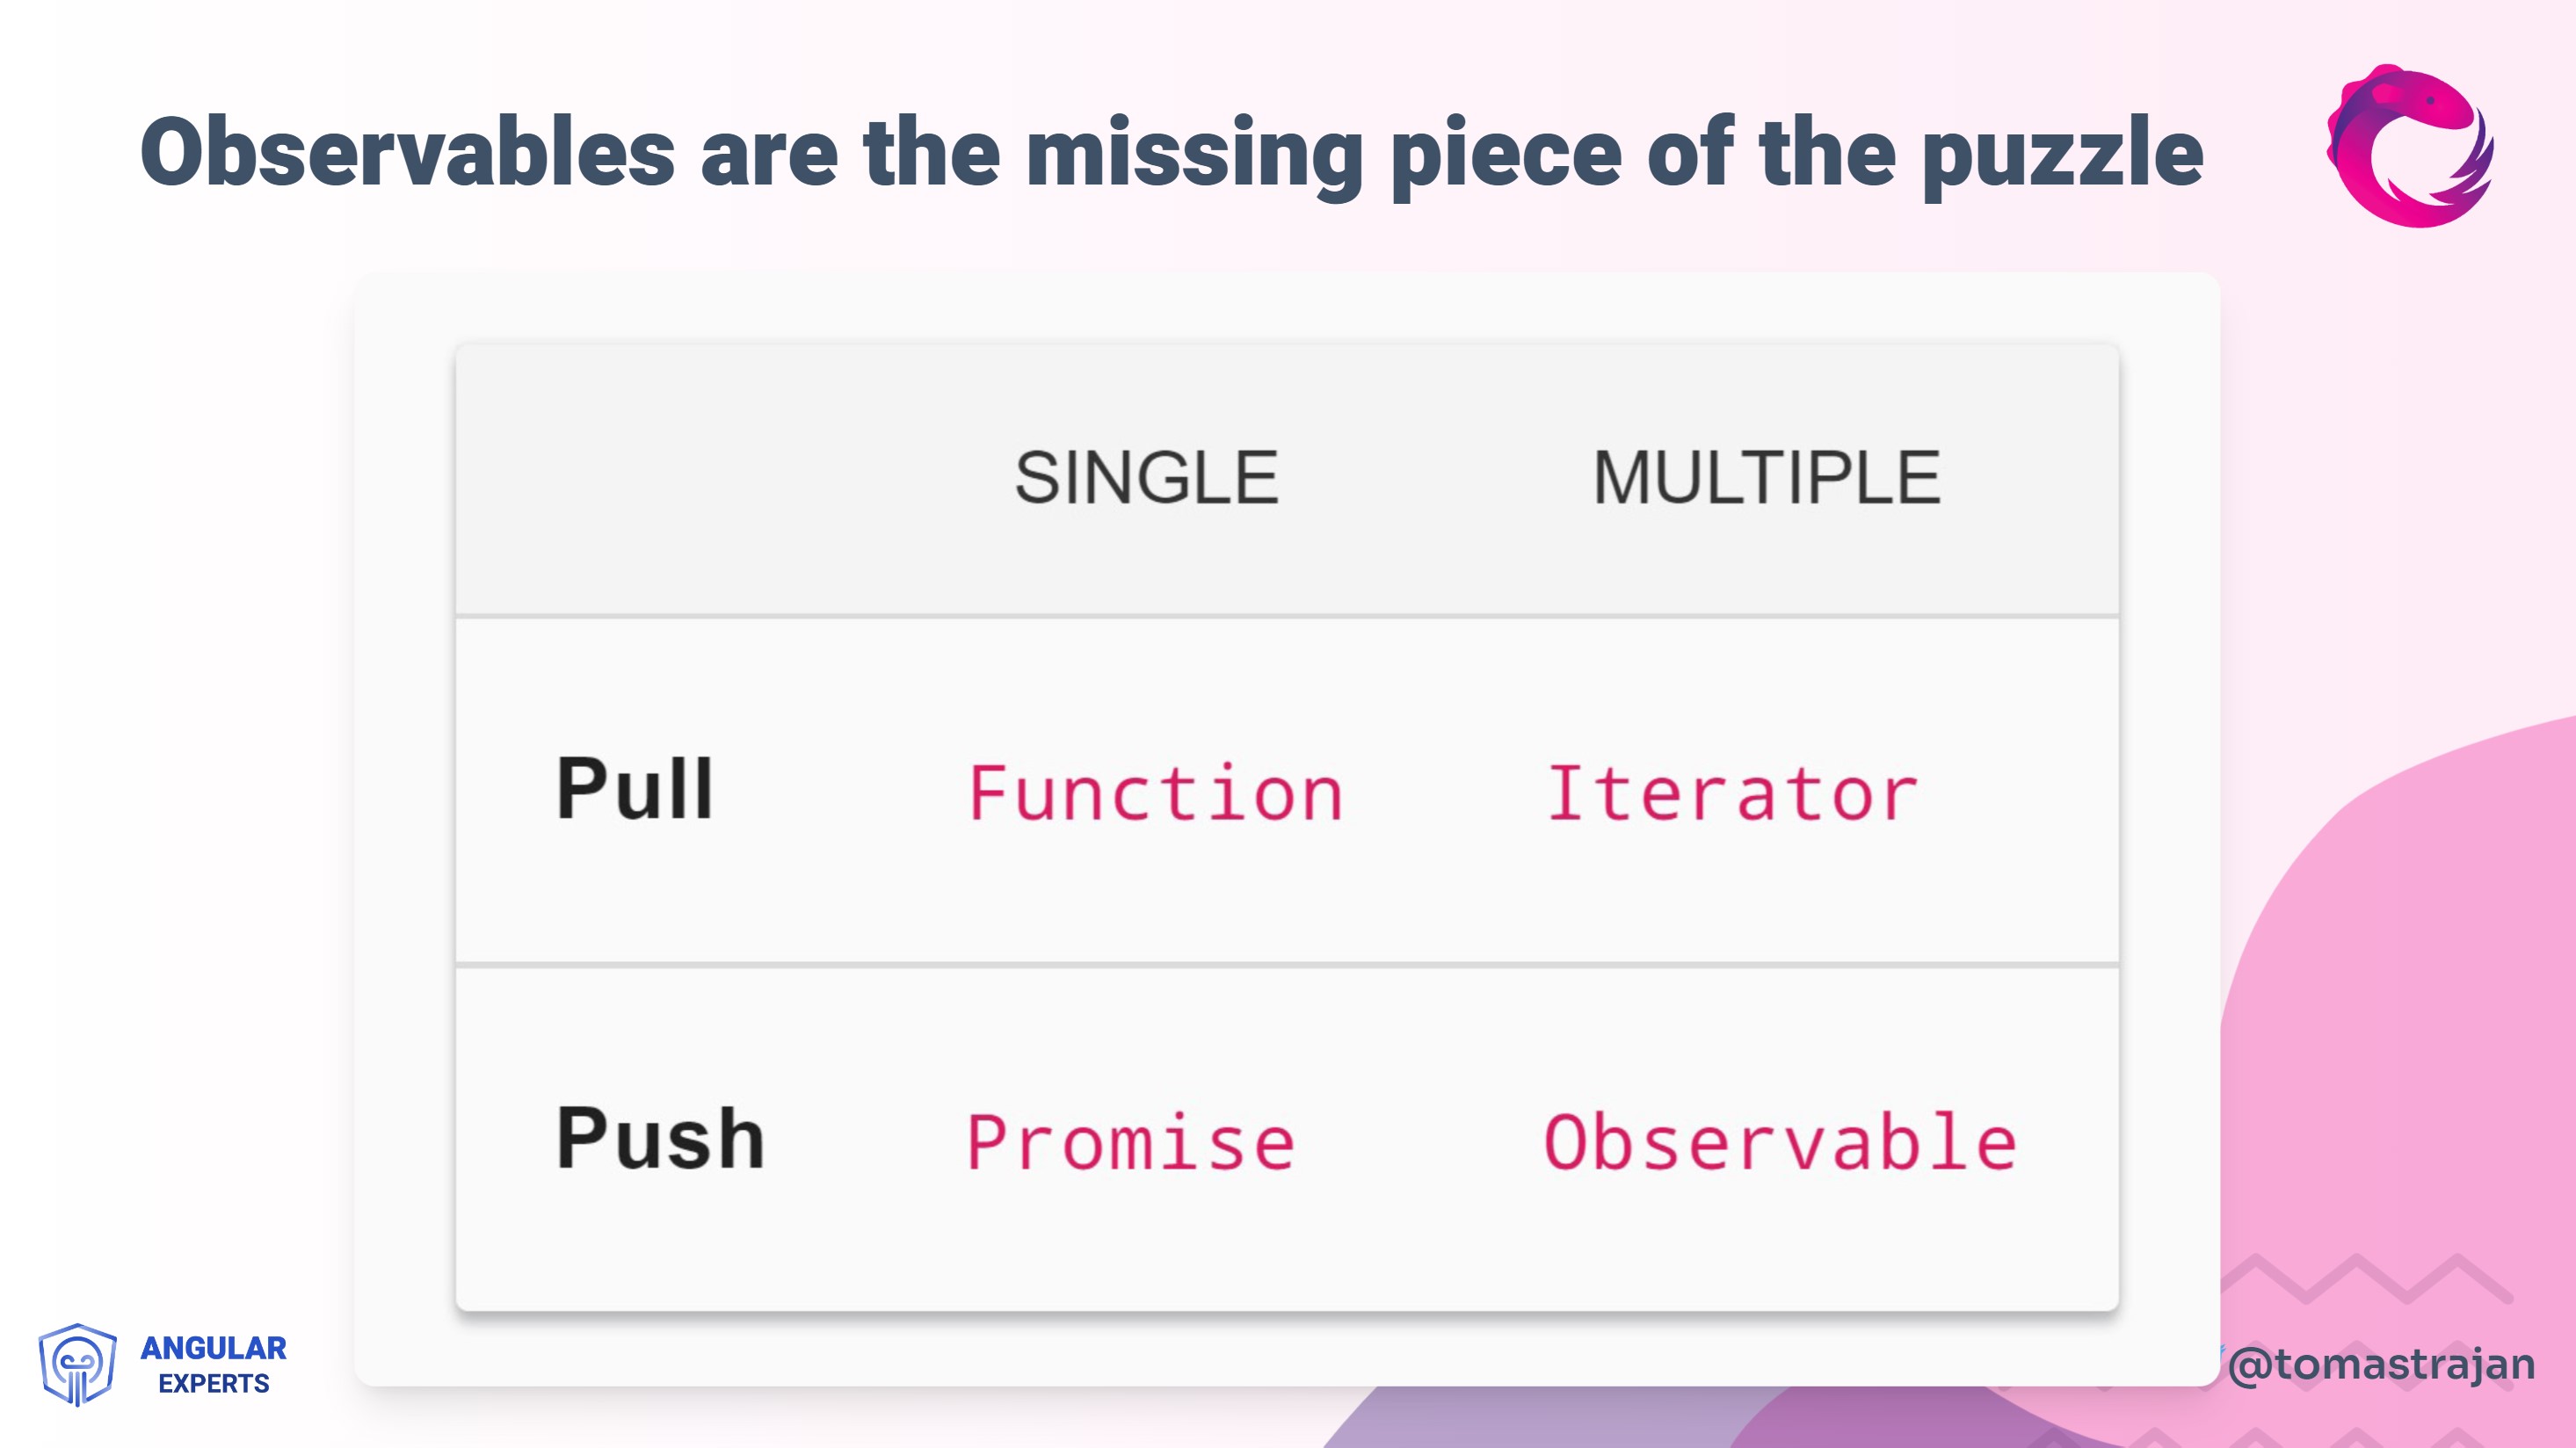 Observables are the missing piece of the puzzle
SINGLE MULTIPLE
Pull Function Iterator
Push Promise Observable
ANGULAR
EXPERTS
@tomastrajan